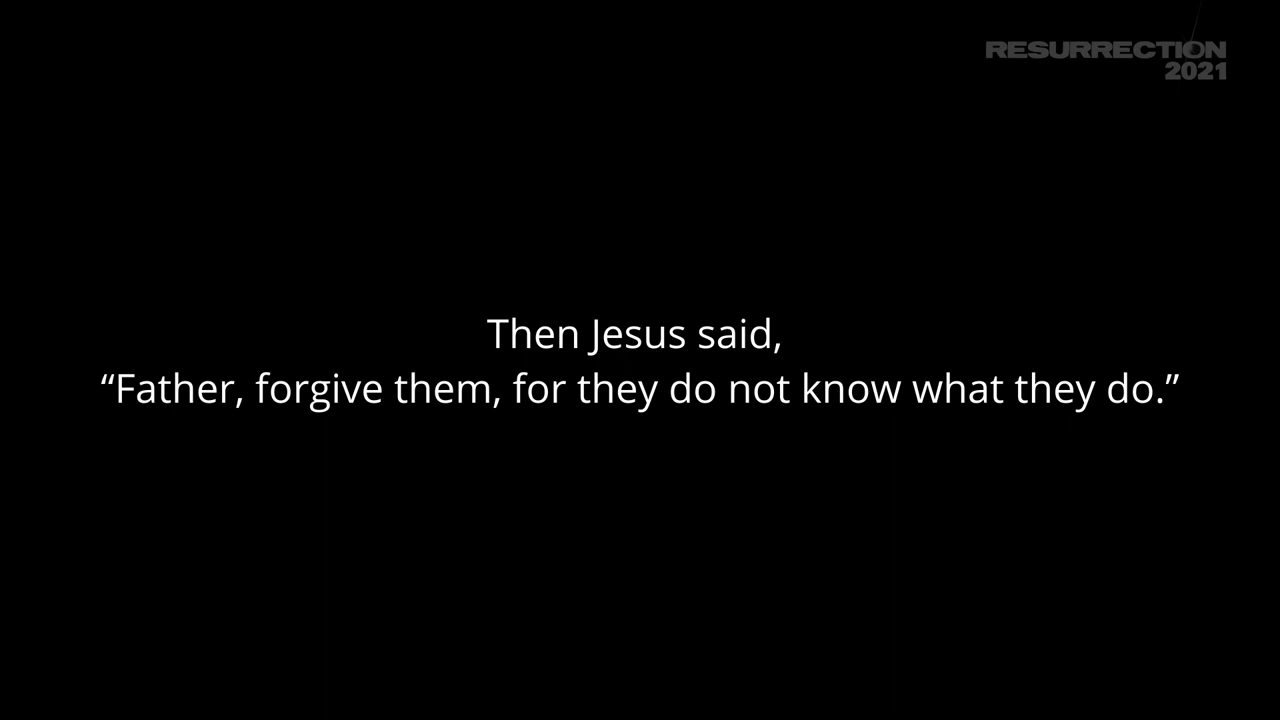 RESURRECTION
2021
Then Jesus said,
“Father, forgive them, for they do not know what they do.”